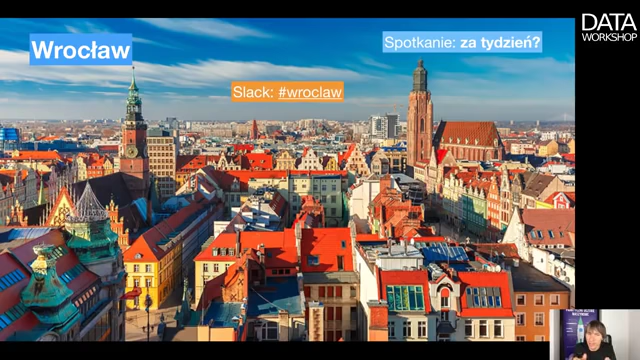 Wrocław
Spotkanie: za tydzień?
DATA
WORKSHOP
Slack: #wroclaw